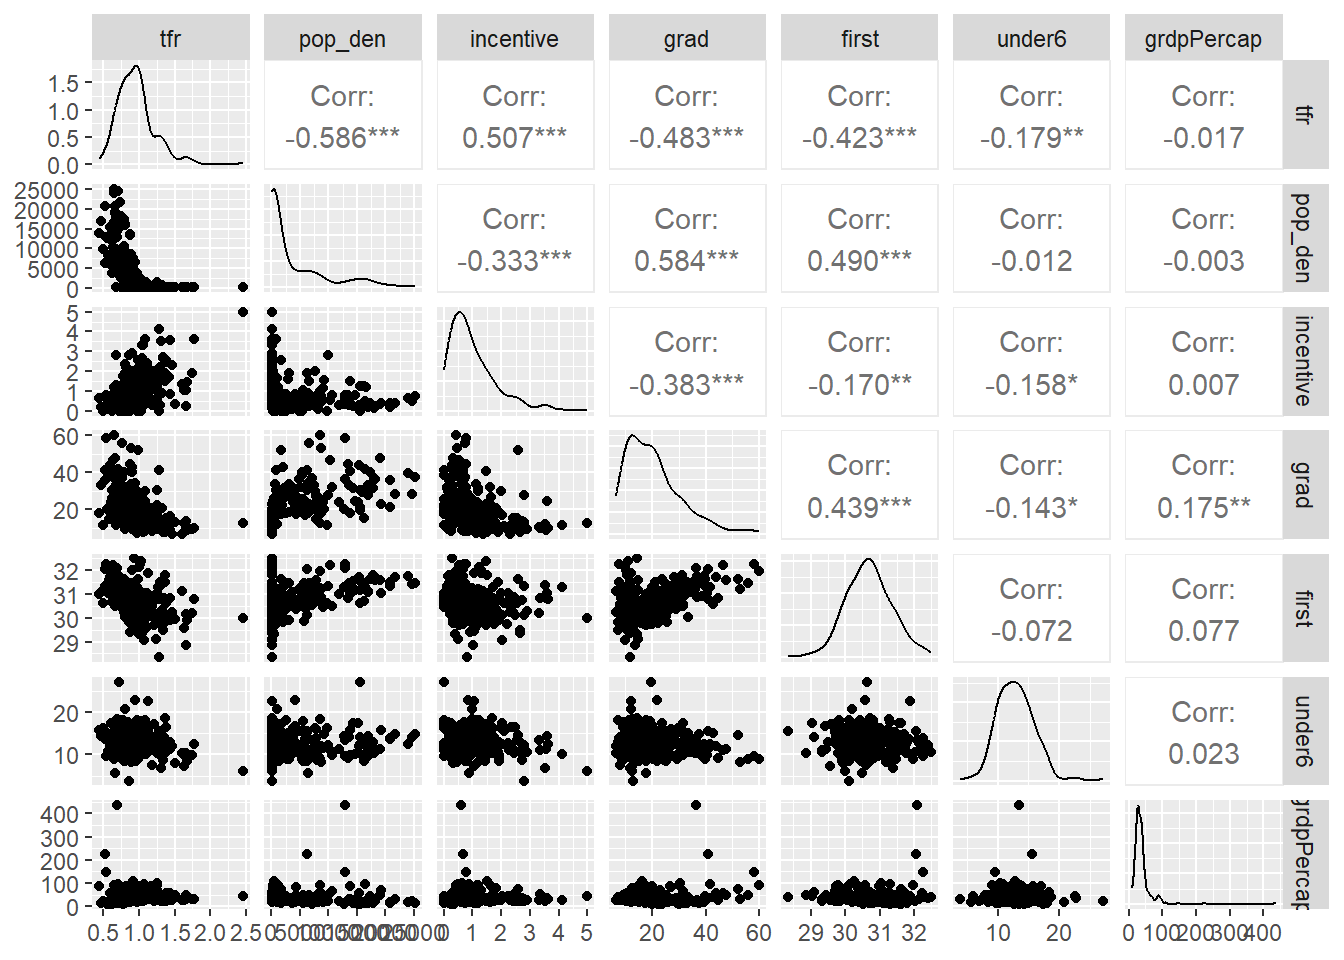 tfr pop_den incentive grad first under6 grdpPercap
1.5
1.0
0.5
0.0
Corr: Corr: Corr: Corr: Corr: Corr:
-0.586*** 0.507*** -0.483*** -0.423*** -0.179** -0.017
tfr
25000
20000
15000
10000
5000
0
Corr: Corr: Corr: Corr: Corr:
-0.333*** 0.584*** 0.490*** -0.012 -0.003
pop_den
5
4
3
2
1
0
Corr: Corr: Corr: Corr:
-0.383*** -0.170** -0.158* 0.007
incentive
60
40
20
Corr: Corr: Corr:
0.439*** -0.143* 0.175**
grad
32
31
30
29
Corr: Corr:
-0.072 0.077
first
20
10
Corr:
0.023
under6
400
300
200
100
0
grdpPercap
0.5 1.0 1.5 2.0 2.5 0 5000 10000 15000 20000 25000 0 1 2 3 4 5 20 40 60 29 30 31 32 10 20 0 100 200 300 400